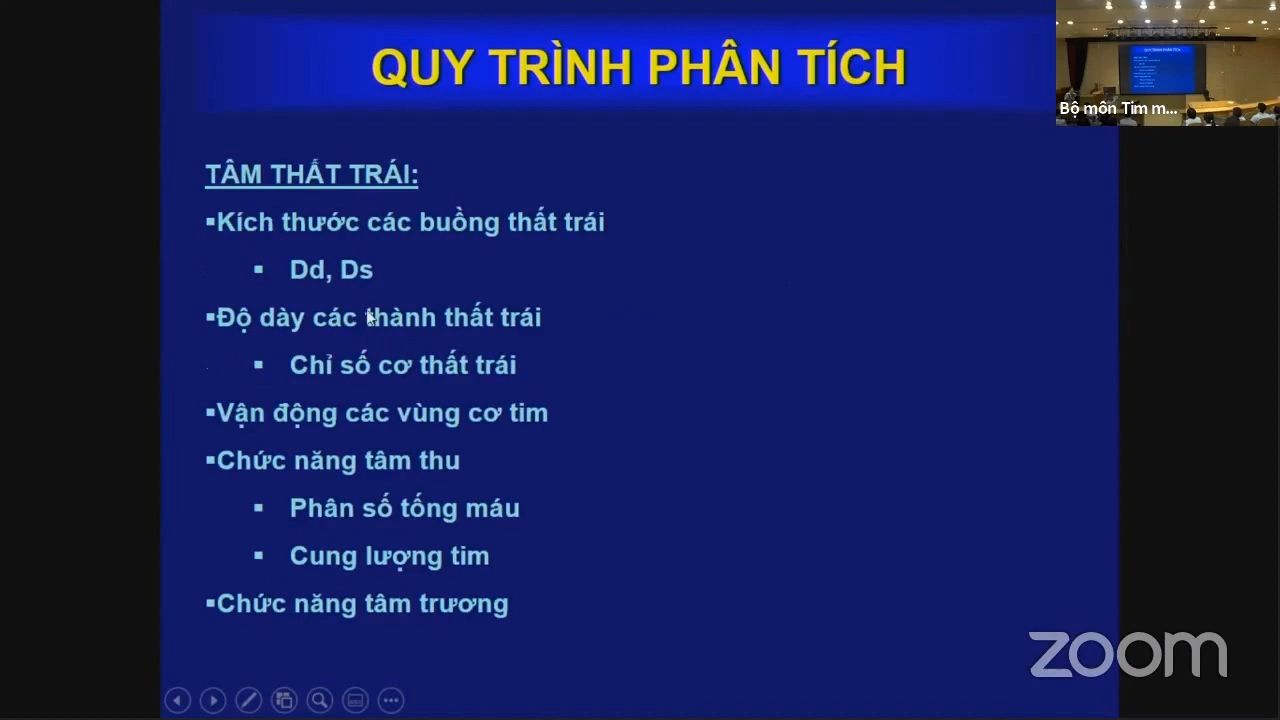 QUY TRÌNH PHÂN TÍCH
Bộ môn Tim m...
TÂM THẤT TRÁI:
▪Kích thước các buồng thất trái
▪ Dd, Ds
▪Độ dày các thành thất trái
▪ Chỉ số cơ thất trái
▪Vận động các vùng cơ tim
▪Chức năng tâm thu
▪ Phân số tống máu
▪ Cung lượng tim
▪Chức năng tâm trương
zoom